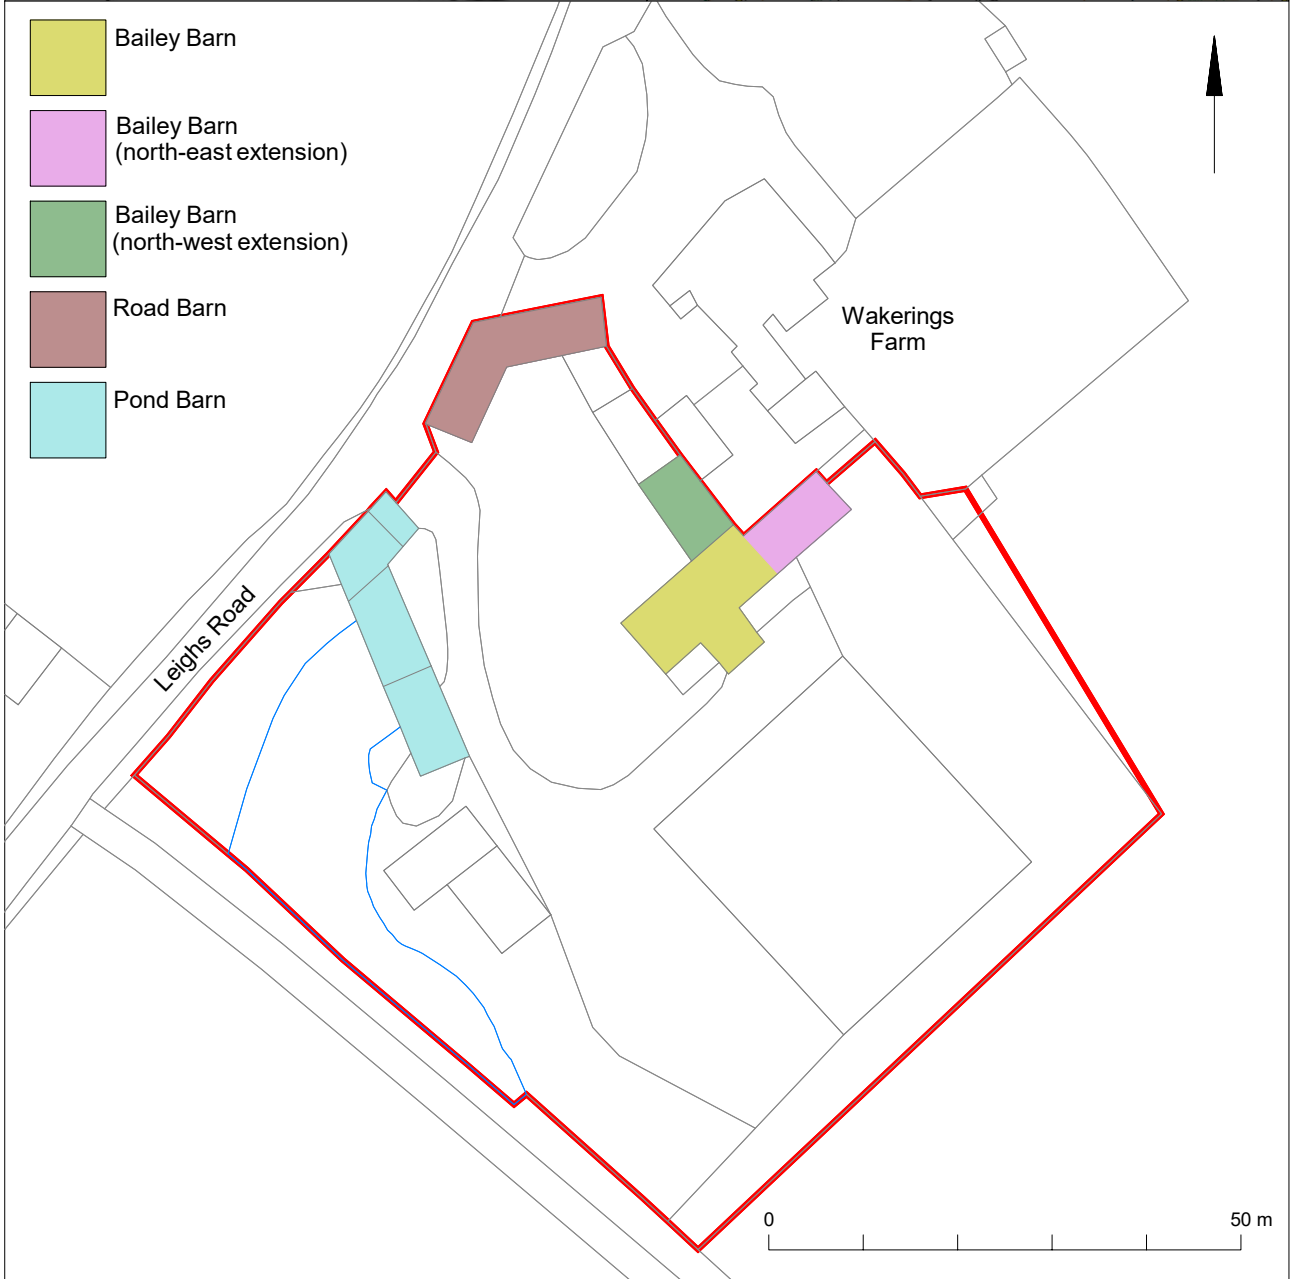 Bailey Barn
Bailey Barn
(north-east extension)
Bailey Barn
(north-west extension)
Road Barn
Pond Barn
Wakerings
Farm
Leighs Road
0
50 m